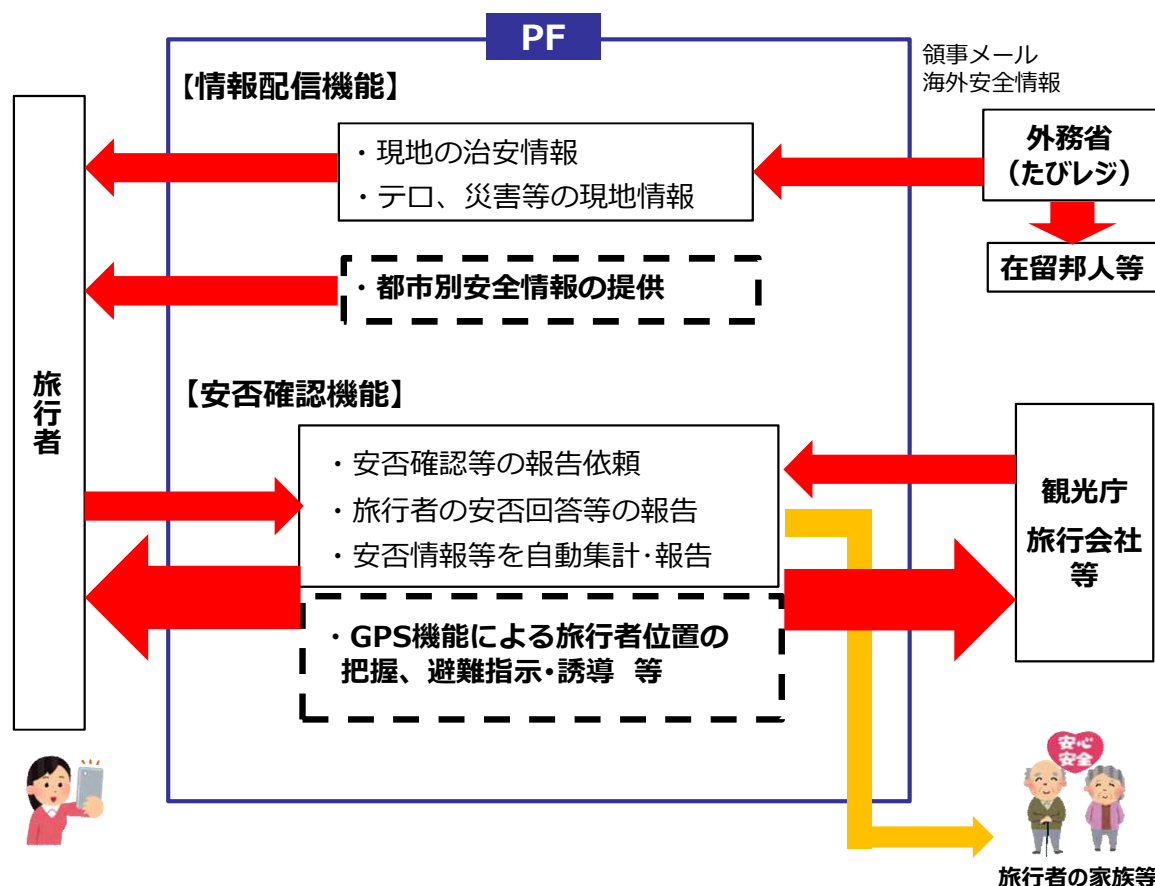 PF
領事メール
海外安全情報
【情報配信機能】
・現地の治安情報
・テロ、災害等の現地情報
外務省
（たびレジ）
在留邦人等
・都市別安全情報の提供
旅行者
【安否確認機能】
・安否確認等の報告依頼
・旅行者の安否回答等の報告
・安否情報等を自動集計･報告
観光庁
旅行会社
等
・GPS機能による旅行者位置の
把握、避難指示･誘導 等
安心
安全
旅行者の家族等